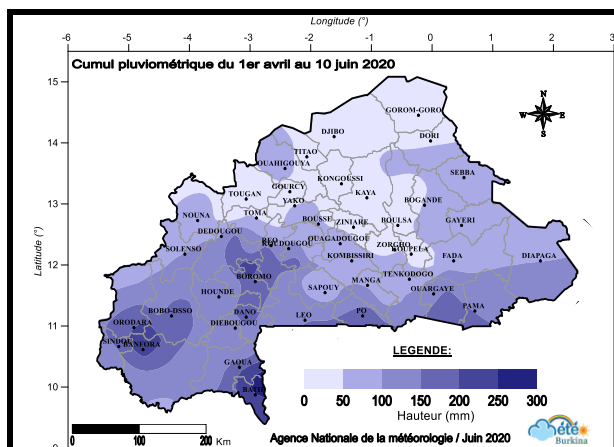 Longitude (°)
-6 -5 -4 -3 -2 -1 0 1 2 3
Cumul pluviométrique du 1er avril au 10 juin 2020
15
GOROM-GORO
N
W E
S
DJIBO
DORI
14
TITAO
OUAHIGOUYA
KONGOUSSI
SEBBA
GOURCY
TOUGAN
KAYA
YAKO
BOGANDE
13
NOUNA
TOMA
BOUSSE
ZINIARE
BOULSA
GAYERI
DEDOUGOU
REO
KOUDOUGOU
OUAGADOUGOU
ZORGHO
KOUPELA
SOLENSO
KOMBISSIRI
FADA
DIAPAGA
12
BOROMO
TENKODOGO
MANGA
HOUNDE
SAPOUY
OUARGAYE
BOBO-DSSO
DANO
LEO
PO
PAMA
11
ORODARA
DIEBOUGOU
SINDOU
BANFORA
GAOUA
10
BATIE
Latitude (°)
LEGENDE:
0 50 100 150 200 250 300
Hauteur (mm)
0 100 200
Km
Agence Nationale de la météorologie / Juin 2020
été
Burkina